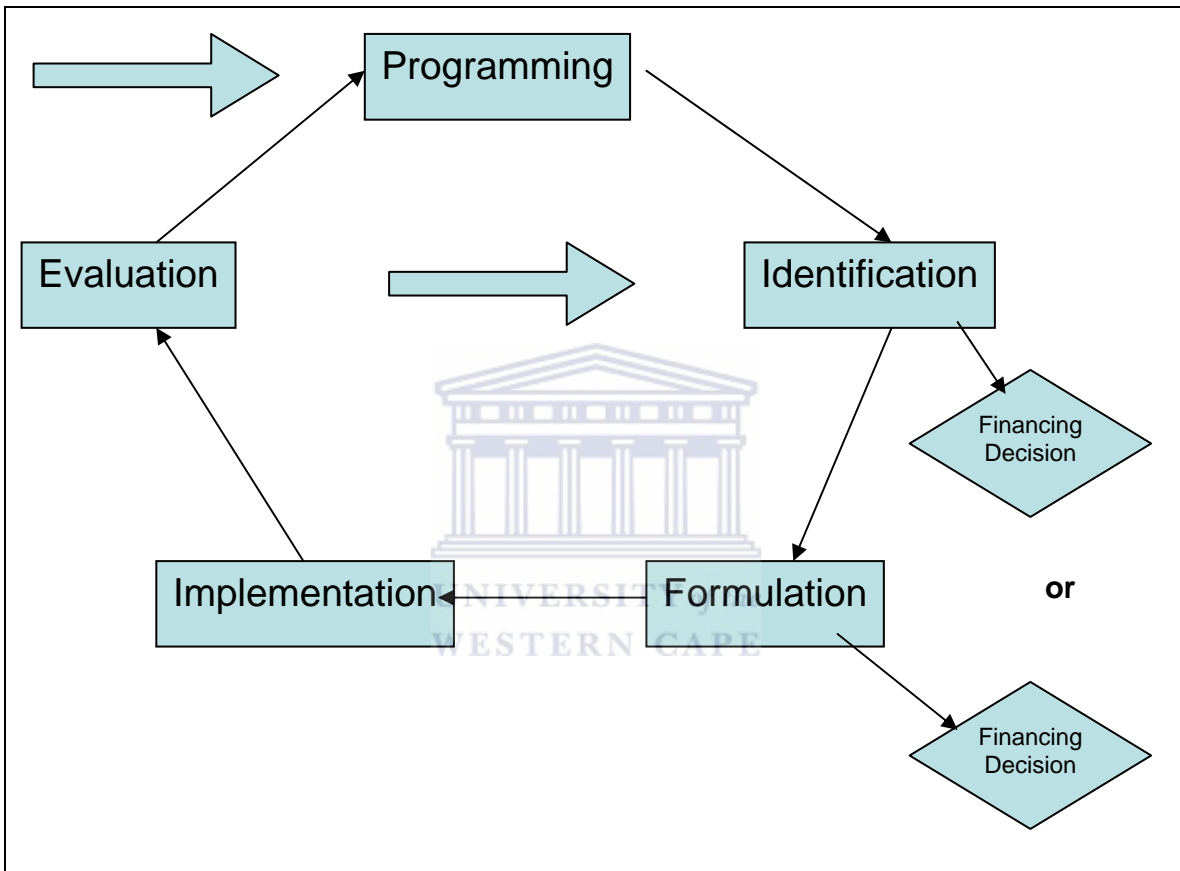 Programming
Evaluation
Identification
Financing
Decision
Implementation
Formulation
or
UNIVERSITY of the
WESTERN CAPE
Financing
Decision